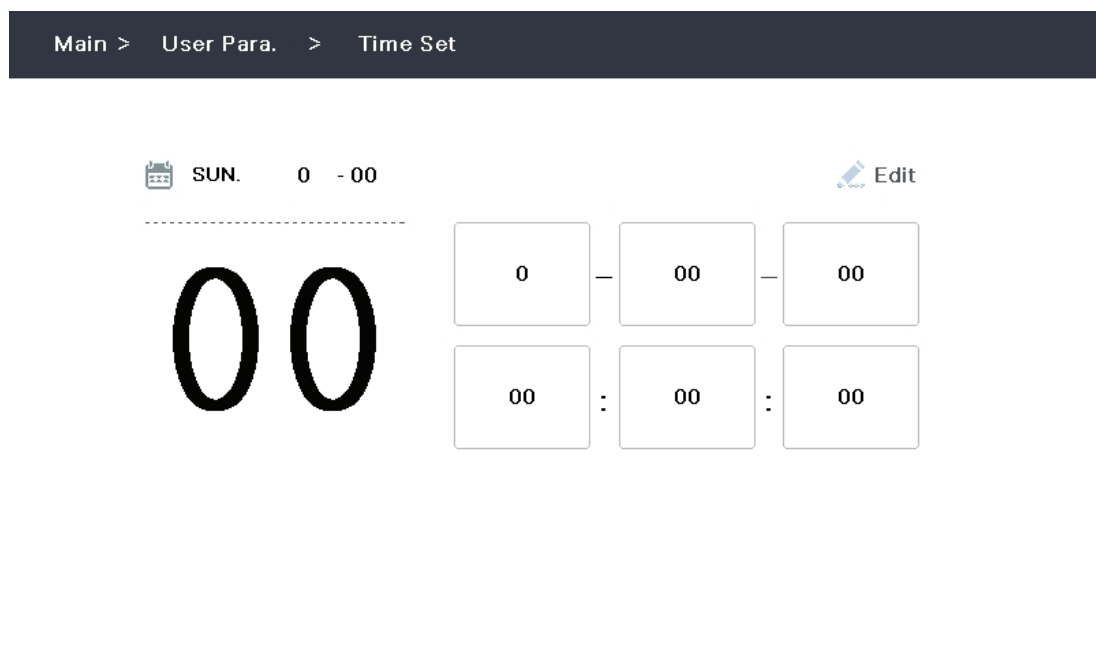 Main > User Para. > Time Set
SUN. 0 - 00
Edit
00
0 – 00 – 00
00 : 00 : 00